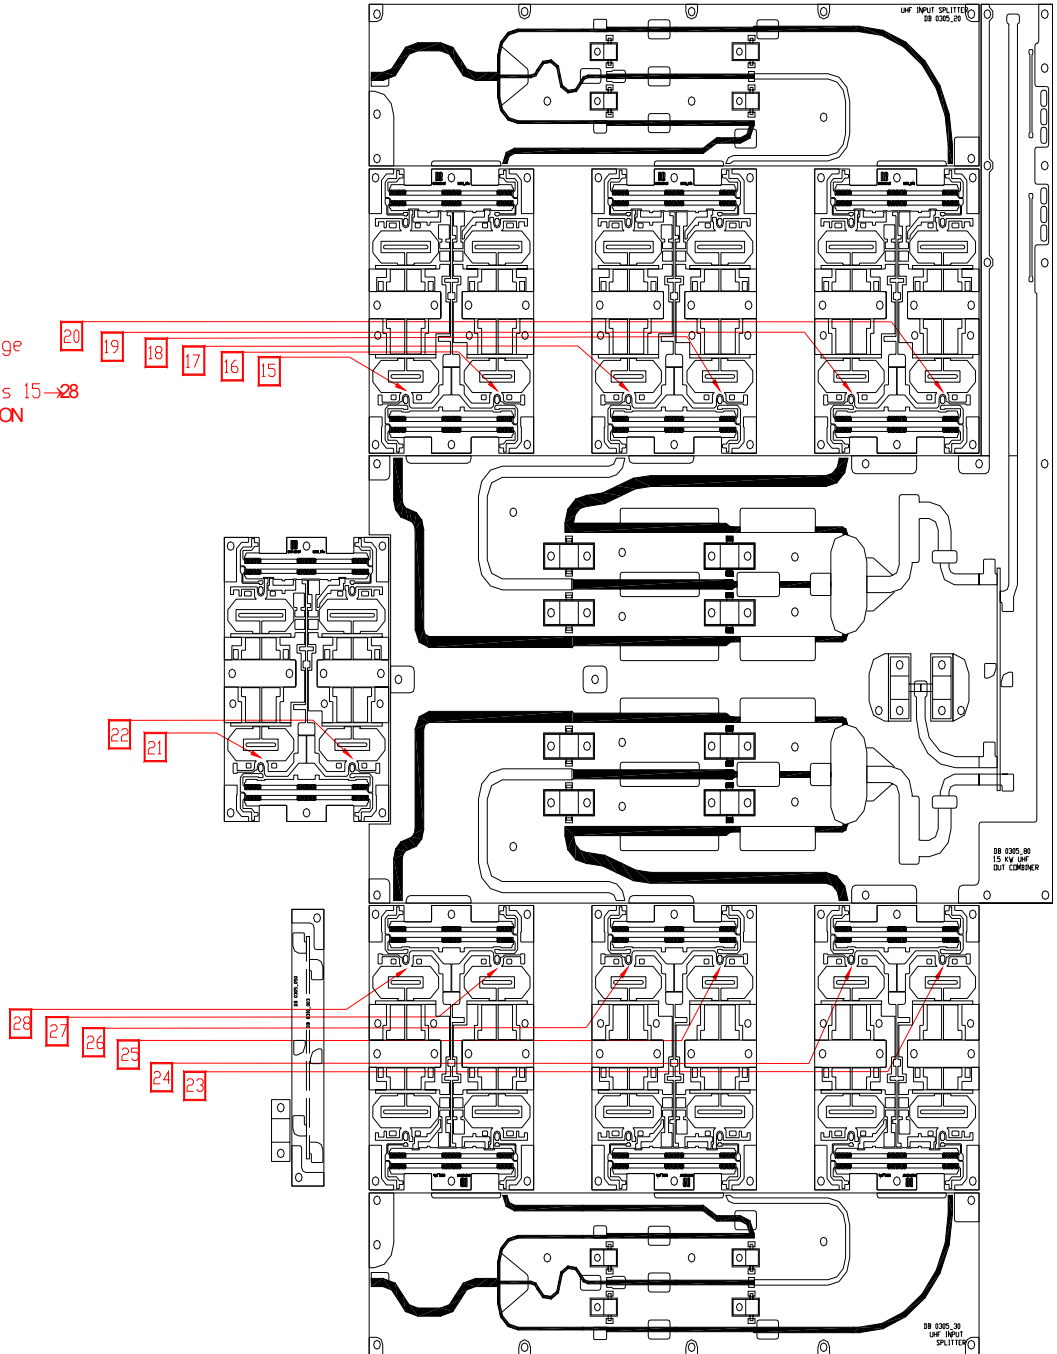 UHF INPUT SPLITTER
DB 0305_20
20
19
18
17
16
15
ge
s 15→28
ON
22
21
DB 0305_80
1.5 KW UHF
OUT COMBINER
28
27
26
25
24
23
DB 0305_30
UHF INPUT
SPLITTER